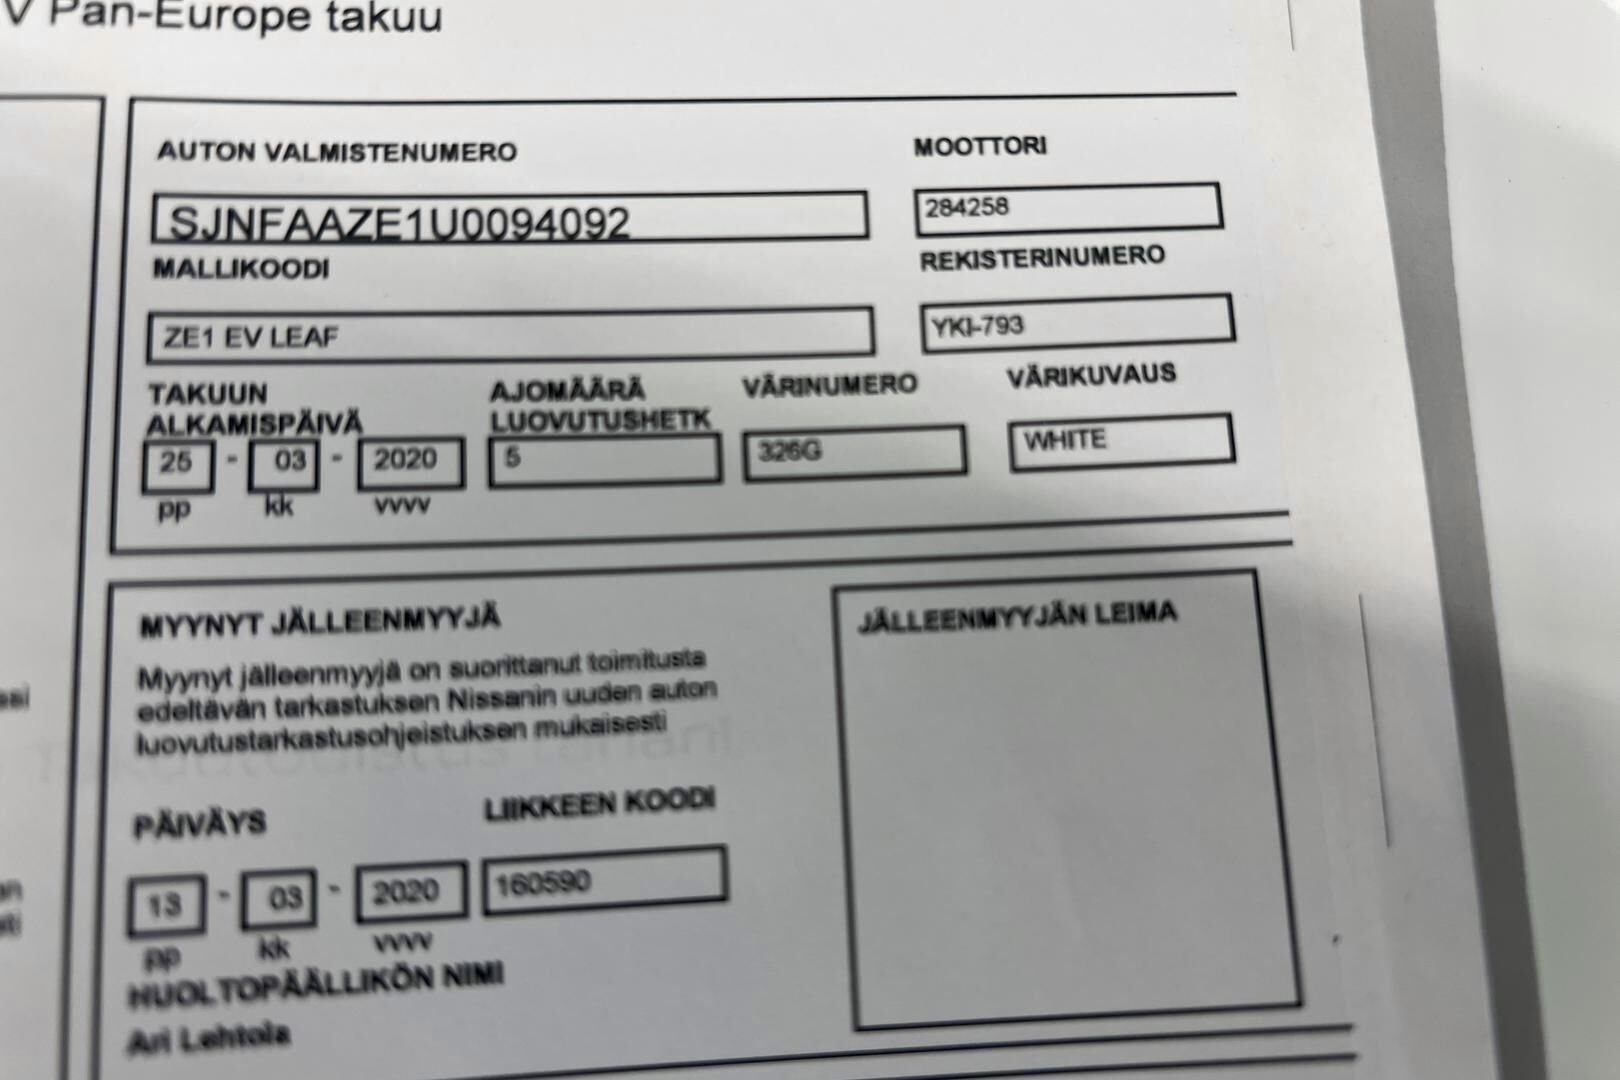 V Pan-Europe takuu
AUTON VALMISTENUMERO
MOOTTORI
SJNFAAZE1U0094092
284258
MALLIKOODI
REKISTERINUMERO
ZE1 EV LEAF
YKI-793
TAKUUN
ALKAMISPÄIVÄ
AJOMÄÄRÄ
LUOVUTUSHETK
VÄRINUMERO
VÄRIKUVAUS
25 - 03 - 2020
5
326G
WHITE
pp kk vvvv
MYYNYT JÄLLEENMYYJÄ
JÄLLEENMYYJÄN LEIMA
Myynyt jälleenmyyjä on suorittanut toimitusta
edeltävän tarkastuksen Nissanin uuden auton
luovutustarkastusohjeistuksen mukaisesti
PÄIVÄYS
LIIKKEEN KOODI
13 - 03 - 2020
160590
pp kk vvvv
HUOLTOPÄÄLLIKÖN NIMI
Ari Lehtola